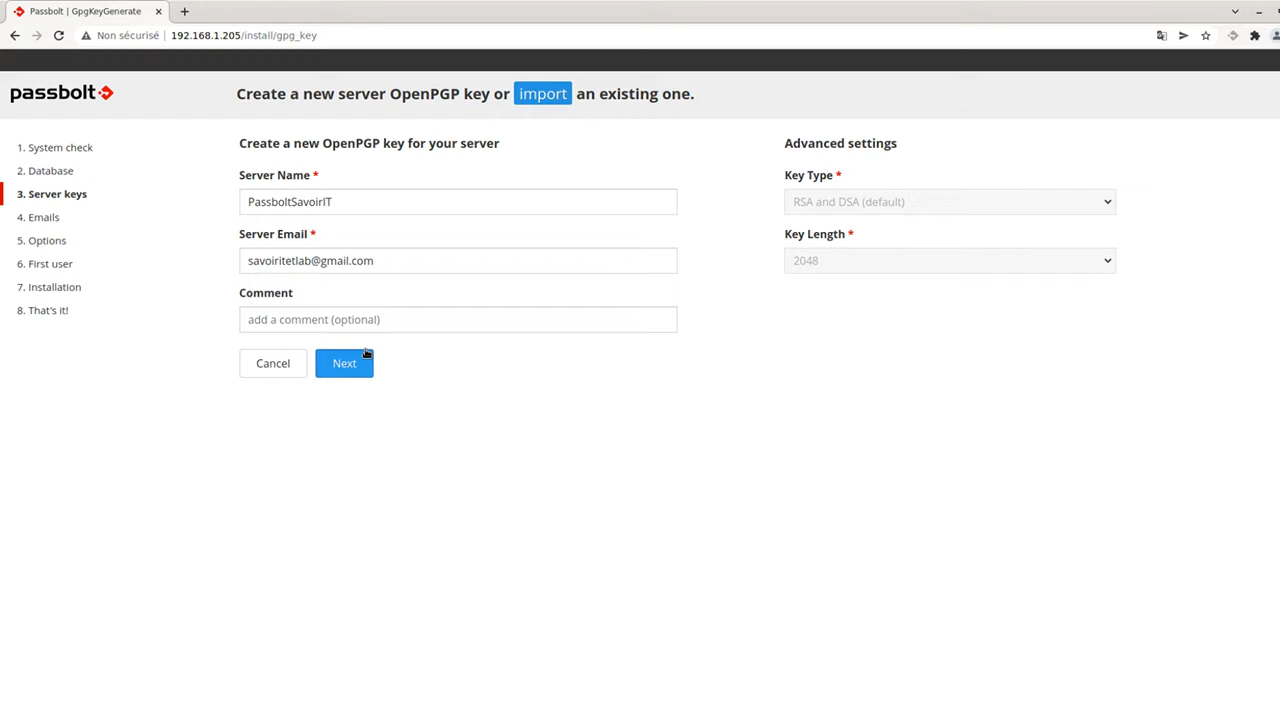 Passbolt | GpgKeyGenerate
Non sécurisé 192.168.1.205/install/gpg_key
passbolt
Create a new server OpenPGP key or import an existing one.
1. System check
2. Database
3. Server keys
4. Emails
5. Options
6. First user
7. Installation
8. That's it!
Create a new OpenPGP key for your server
Server Name *
PassboltSavoirIT
Server Email *
savoiritetlab@gmail.com
Comment
add a comment (optional)
Cancel Next
Advanced settings
Key Type *
RSA and DSA (default)
Key Length *
2048